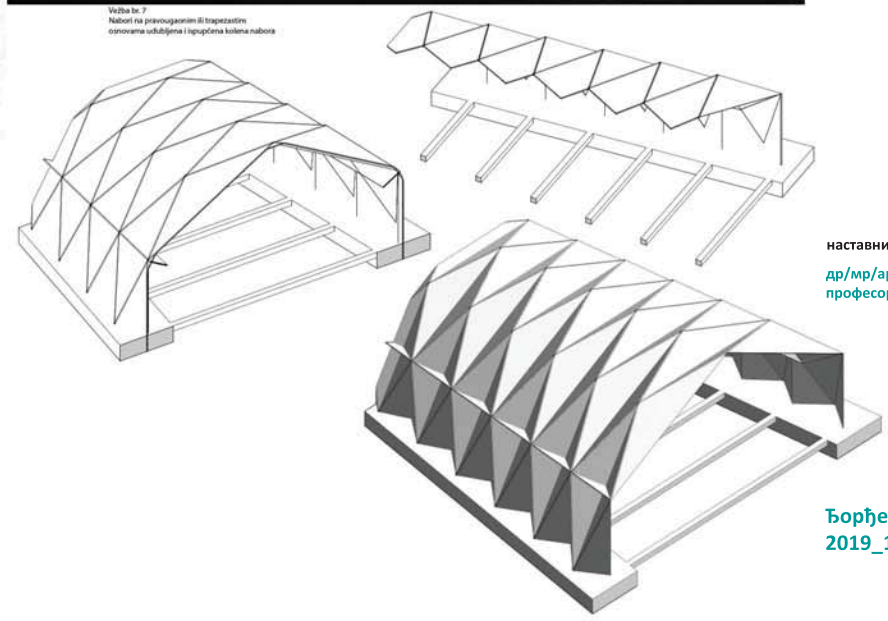 Vežba br. 7
Nabori na pravougaonim ili trapezastim
osnovama udubljena i ispupčena kolena nabora
наставни
др/мр/ар
професор
Ђорђе
2019_1